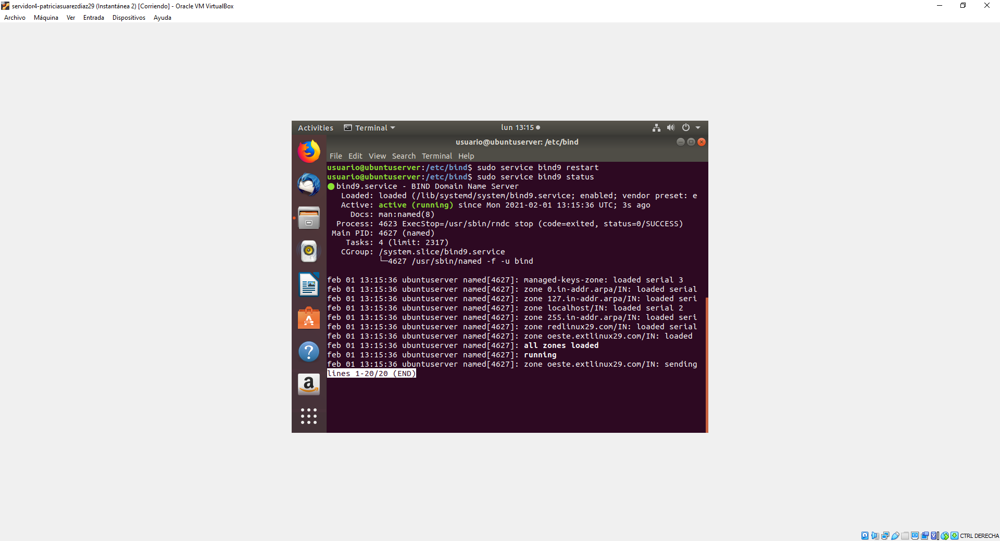 servidor4-patriciasuarezdiaz29 (Instantánea 2) [Corriendo] - Oracle VM VirtualBox
Archivo Máquina Ver Entrada Dispositivos Ayuda
Activities Terminal lun 13:15
usuario@ubuntuserver: /etc/bind
File Edit View Search Terminal Help
usuario@ubuntuserver:/etc/bind$ sudo service bind9 restart
usuario@ubuntuserver:/etc/bind$ sudo service bind9 status
● bind9.service - BIND Domain Name Server
Loaded: loaded (/lib/systemd/system/bind9.service; enabled; vendor preset: e
Active: active (running) since Mon 2021-02-01 13:15:36 UTC; 3s ago
Docs: man:named(8)
Process: 4623 ExecStop=/usr/sbin/rndc stop (code=exited, status=0/SUCCESS)
Main PID: 4627 (named)
Tasks: 4 (limit: 2317)
CGroup: /system.slice/bind9.service
└─4627 /usr/sbin/named -f -u bind
feb 01 13:15:36 ubuntuserver named[4627]: managed-keys-zone: loaded serial 3
feb 01 13:15:36 ubuntuserver named[4627]: zone 0.in-addr.arpa/IN: loaded serial
feb 01 13:15:36 ubuntuserver named[4627]: zone 127.in-addr.arpa/IN: loaded seri
feb 01 13:15:36 ubuntuserver named[4627]: zone localhost/IN: loaded serial 2
feb 01 13:15:36 ubuntuserver named[4627]: zone 255.in-addr.arpa/IN: loaded seri
feb 01 13:15:36 ubuntuserver named[4627]: zone redlinux29.com/IN: loaded serial
feb 01 13:15:36 ubuntuserver named[4627]: zone oeste.extlinux29.com/IN: loaded
feb 01 13:15:36 ubuntuserver named[4627]: all zones loaded
feb 01 13:15:36 ubuntuserver named[4627]: running
feb 01 13:15:36 ubuntuserver named[4627]: zone oeste.extlinux29.com/IN: sending
lines 1-20/20 (END)
CTRL DERECHA